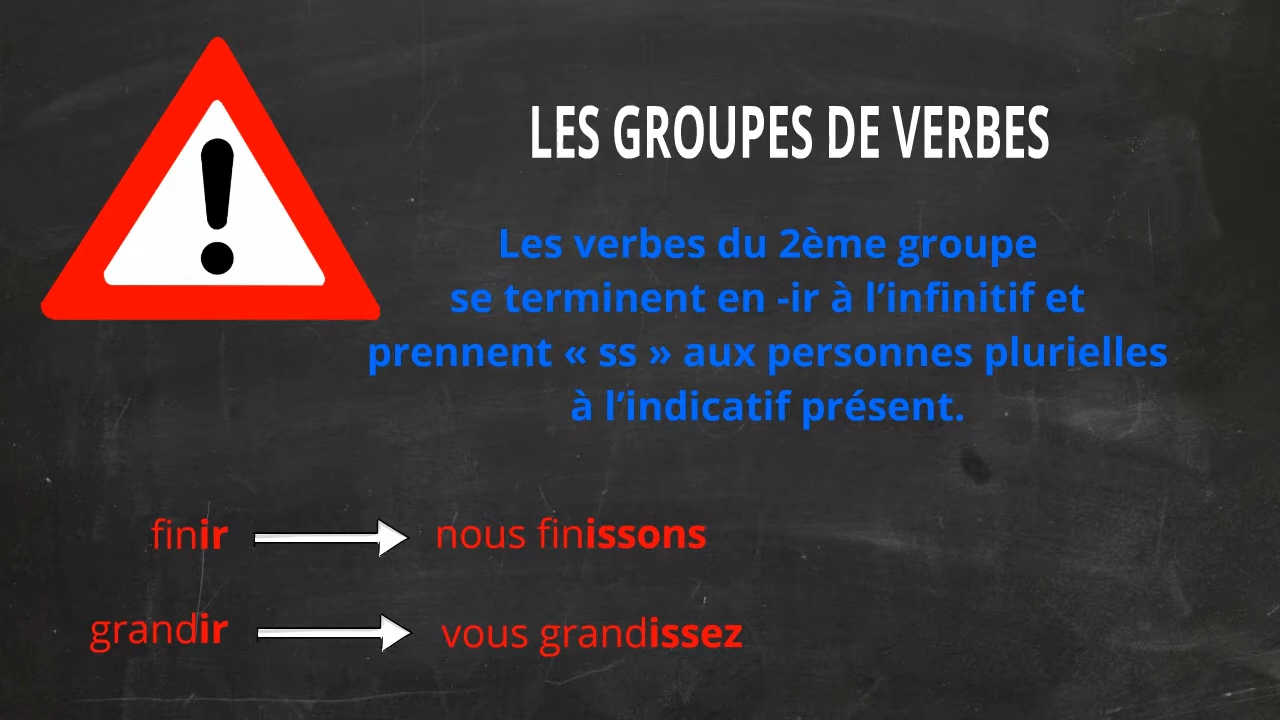 LES GROUPES DE VERBES
Les verbes du 2ème groupe
se terminent en -ir à l’infinitif et
prennent « ss » aux personnes plurielles
à l’indicatif présent.
finir nous finissons
grandir vous grandissez